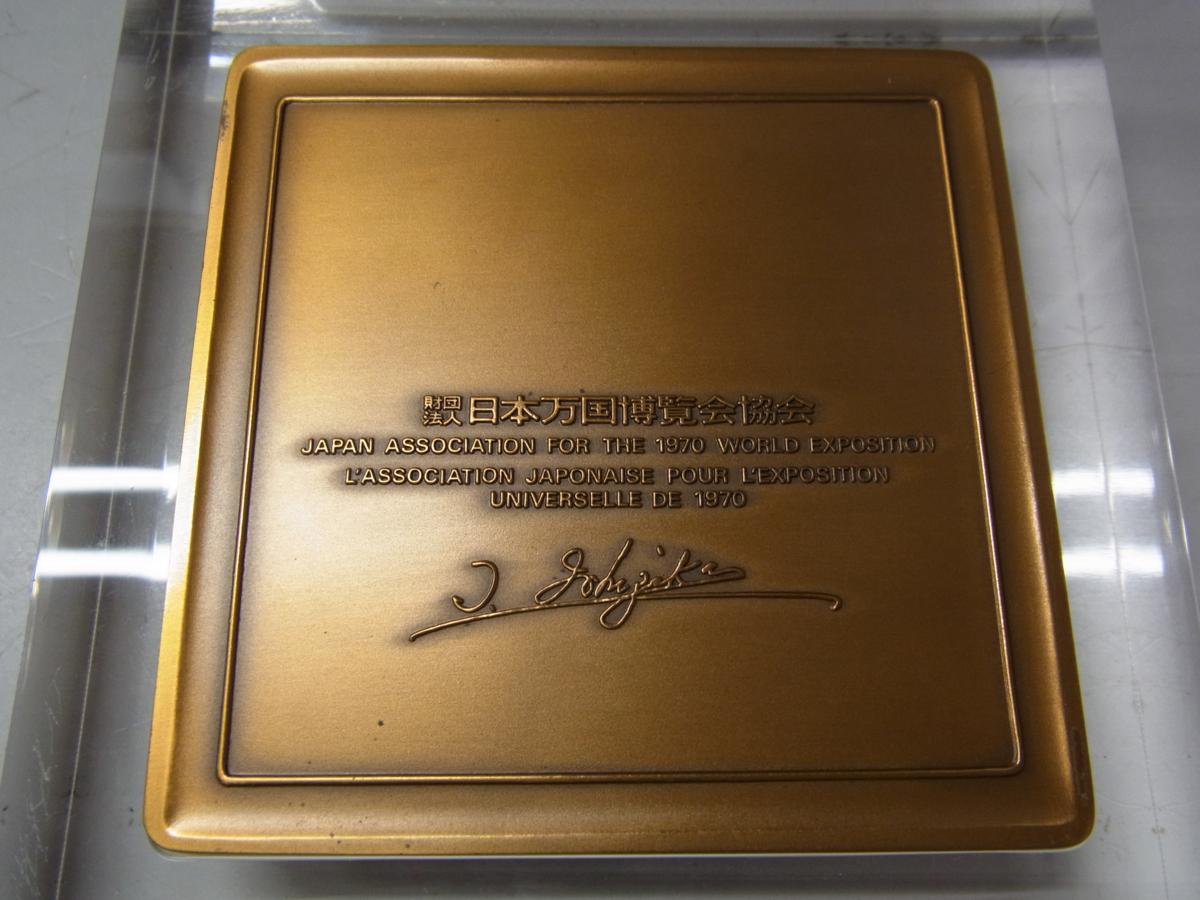 財団法人 日本万国博覧会協会
JAPAN ASSOCIATION FOR THE 1970 WORLD EXPOSITION
L'ASSOCIATION JAPONAISE POUR L'EXPOSITION
UNIVERSELLE DE 1970